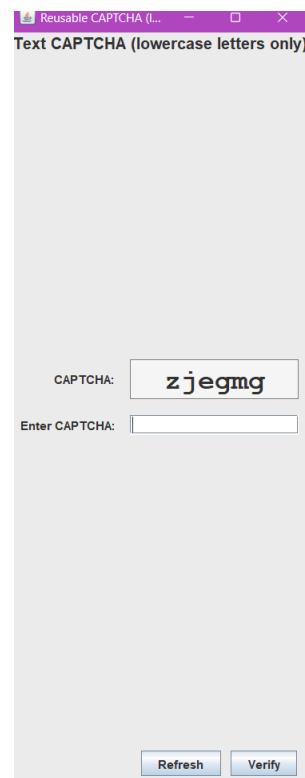 Reusable CAPTCHA (l...
Text CAPTCHA (lowercase letters only)
CAPTCHA: zjegmg
Enter CAPTCHA:
Refresh Verify